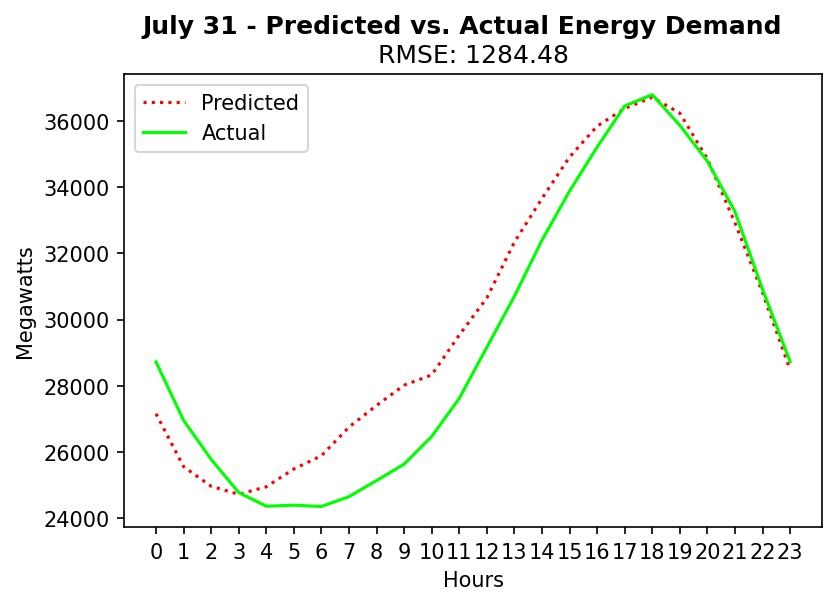 July 31 - Predicted vs. Actual Energy Demand
RMSE: 1284.48
Predicted
Actual
Megawatts
36000
34000
32000
30000
28000
26000
24000
0 1 2 3 4 5 6 7 8 9 10 11 12 13 14 15 16 17 18 19 20 21 22 23
Hours